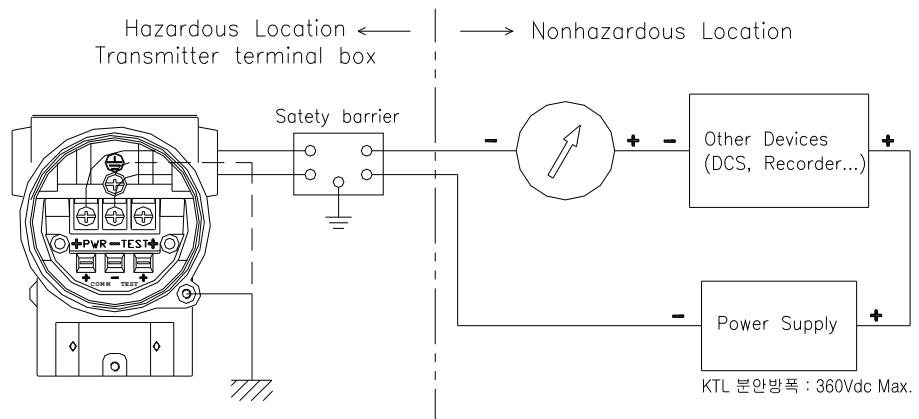 Hazardous Location
Transmitter terminal box
Nonhazardous Location
Satety barrier
Other Devices
(DCS, Recorder...)
+PWR-TEST+
+ - +
COMM TEST
Power Supply
KTL 분안방폭 : 360Vdc Max.